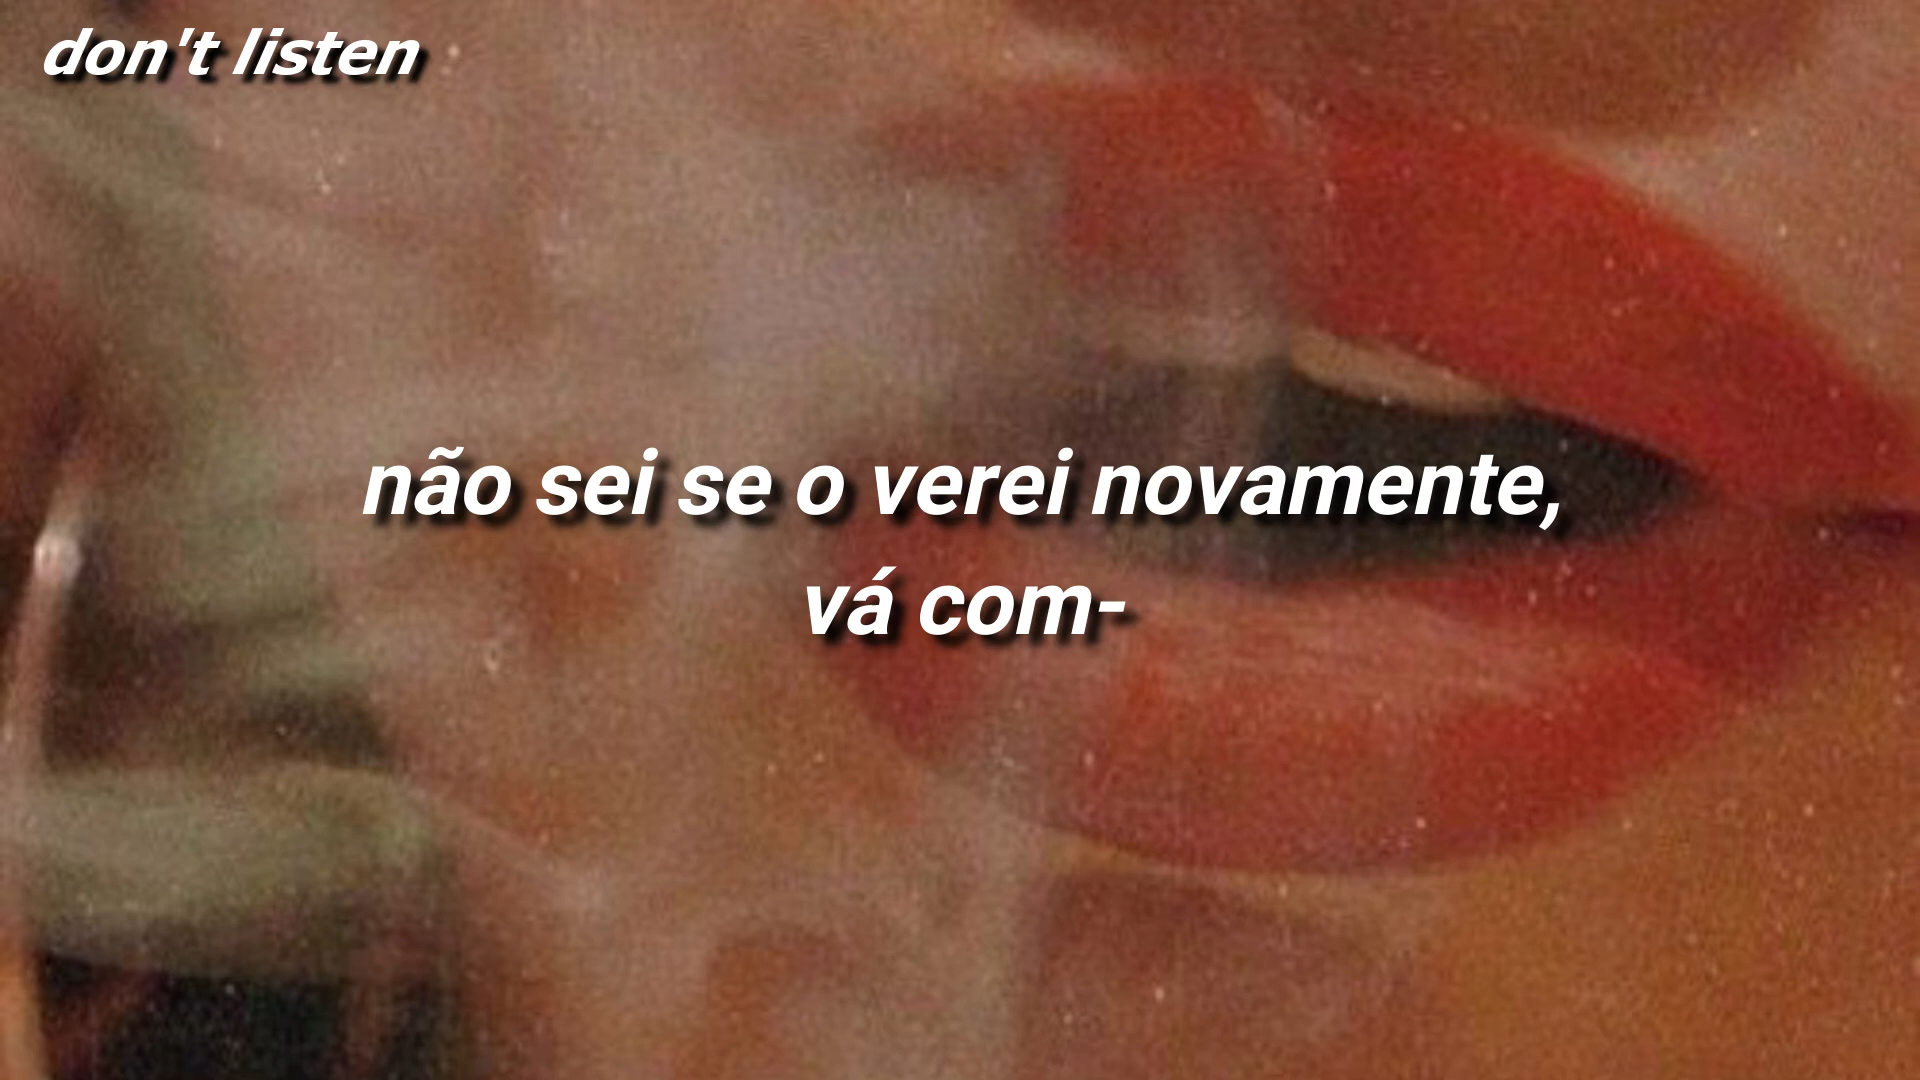 don't listen
não sei se o verei novamente,
vá com-